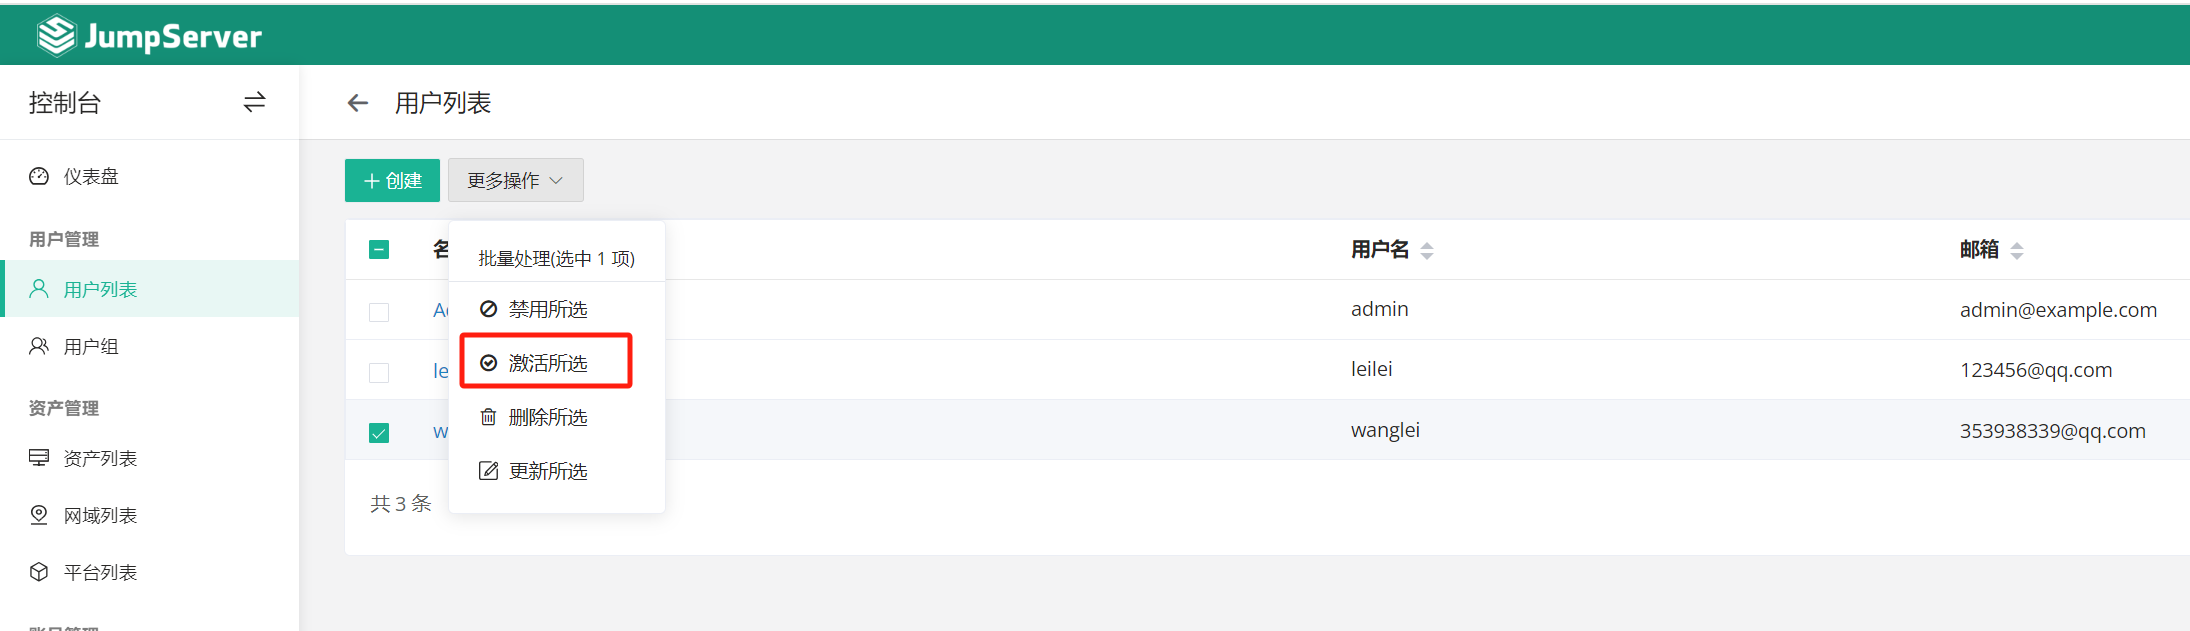 JumpServer
控制台
用户列表
仪表盘
用户管理
用户列表
用户组
资产管理
资产列表
网域列表
平台列表
创建
更多操作
批量处理(选中 1 项)
禁用所选
激活所选
删除所选
更新所选
名 用户名 邮箱
admin admin@example.com
le leilei 123456@qq.com
w wanglei 353938339@qq.com
共 3 条